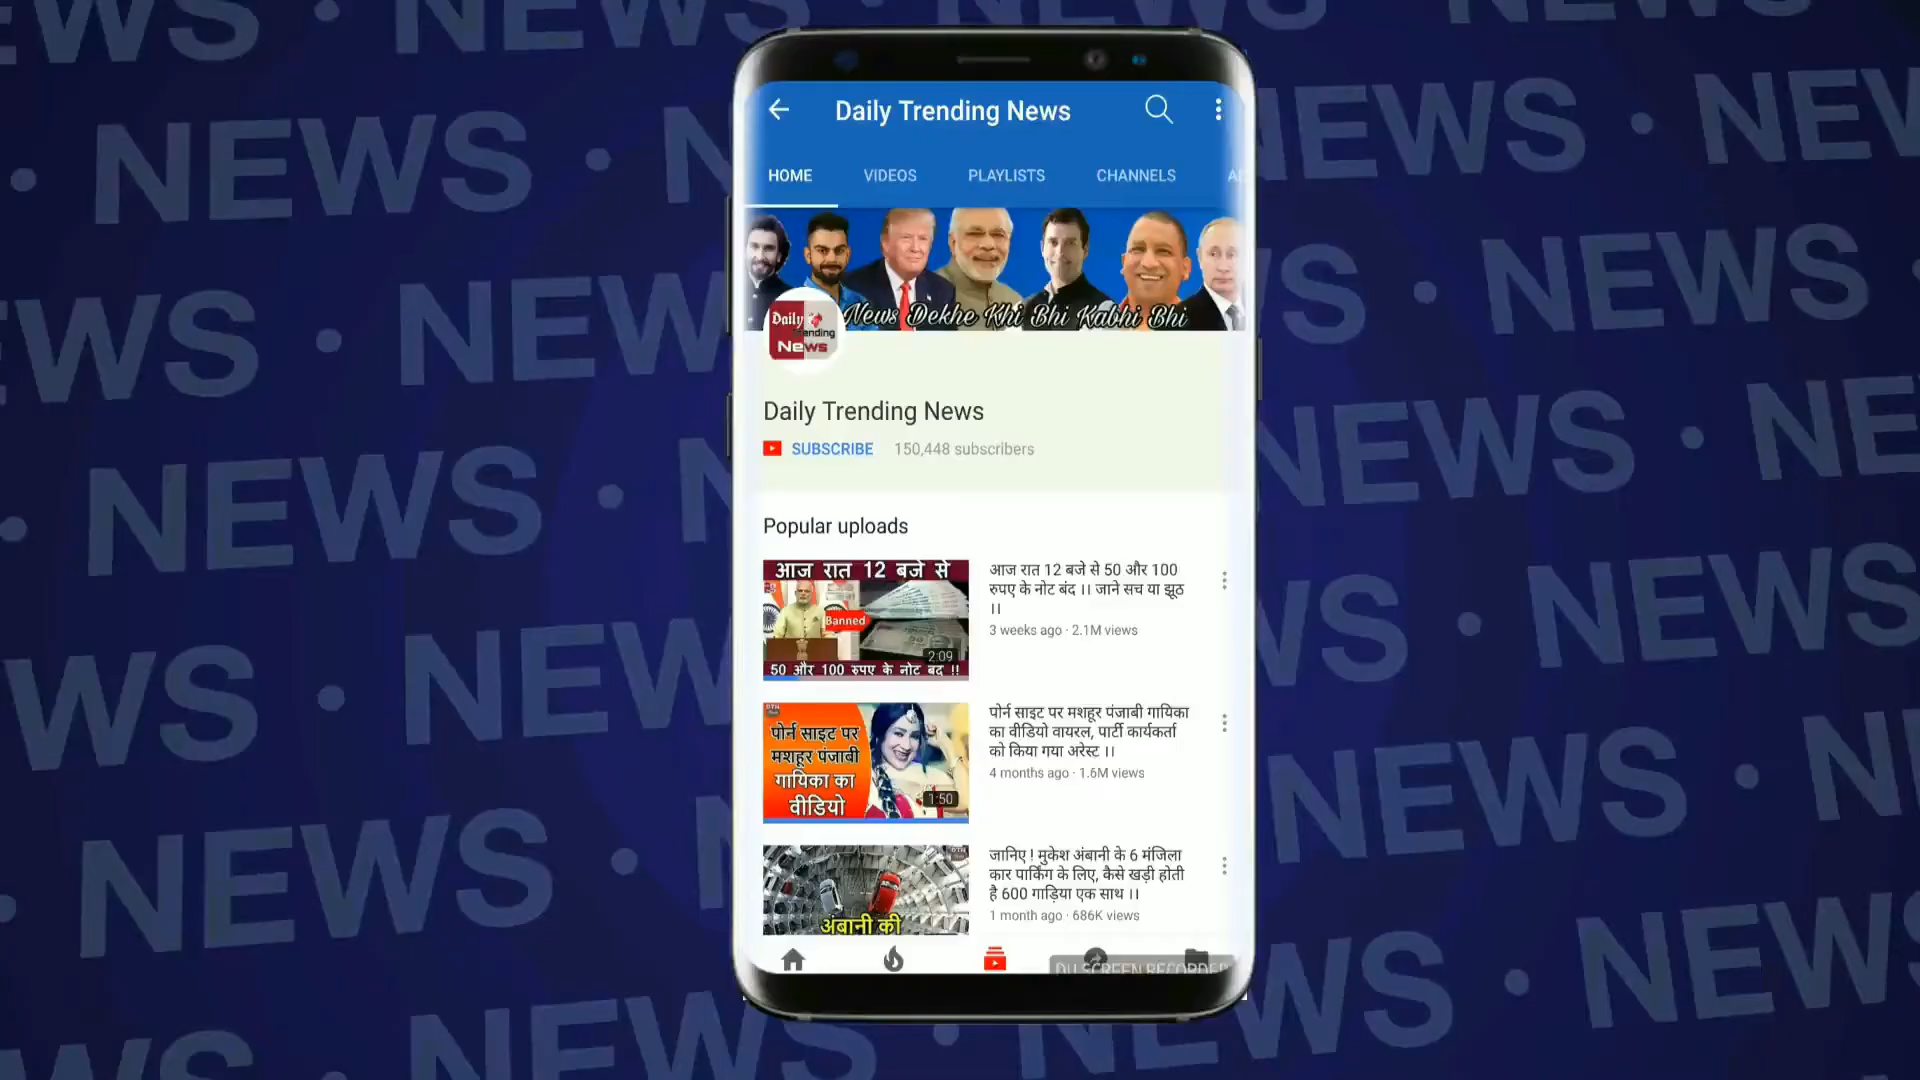 NEWS
Daily Trending News
HOME VIDEOS PLAYLISTS CHANNELS
News Dekhe Khi Bhi Kabhi Bhi
Daily
Trending
News
Daily Trending News
SUBSCRIBE 150,448 subscribers
Popular uploads
आज रात 12 बजे से
Banned
2:09
50 और 100 रुपए के नोट बंद !!
आज रात 12 बजे से 50 और 100
रुपए के नोट बंद ।। जाने सच या झूठ
।।
3 weeks ago · 2.1M views
पोर्न साइट पर
मशहूर पंजाबी
गायिका का
वीडियो
1:50
पोर्न साइट पर मशहूर पंजाबी गायिका
का वीडियो वायरल, पार्टी कार्यकर्ता
को किया गया अरेस्ट ।।
4 months ago · 1.6M views
अंबानी की
जानिए ! मुकेश अंबानी के 6 मंजिला
कार पार्किंग के लिए, कैसे खड़ी होती
है 600 गाड़िया एक साथ ।।
1 month ago · 686K views
DU SCREEN RECORDER